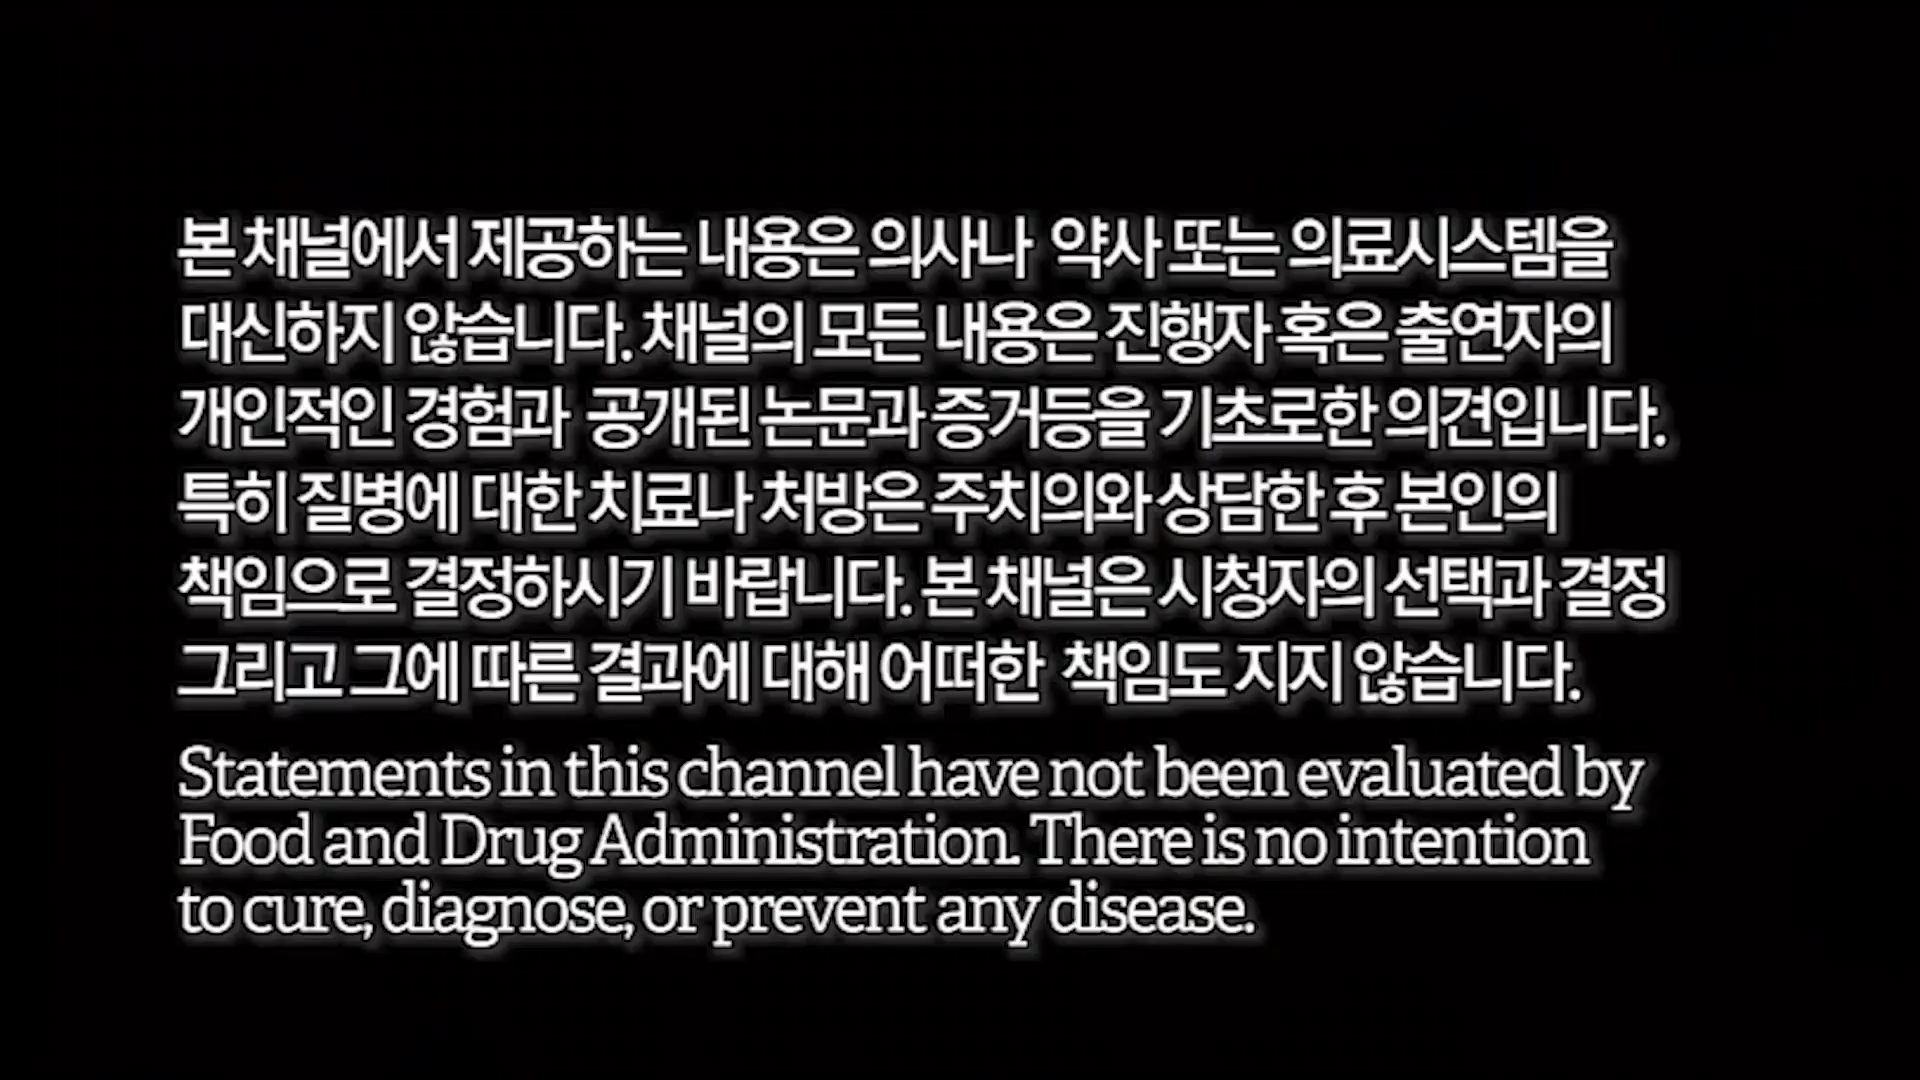 본 채널에서 제공하는 내용은 의사나 약사 또는 의료시스템을
대신하지 않습니다. 채널의 모든 내용은 진행자 혹은 출연자의
개인적인 경험과 공개된 논문과 증거등을 기초로한 의견입니다.
특히 질병에 대한 치료나 처방은 주치의와 상담한 후 본인의
책임으로 결정하시기 바랍니다. 본 채널은 시청자의 선택과 결정
그리고 그에 따른 결과에 대해 어떠한 책임도 지지 않습니다.
Statements in this channel have not been evaluated by
Food and Drug Administration. There is no intention
to cure, diagnose, or prevent any disease.